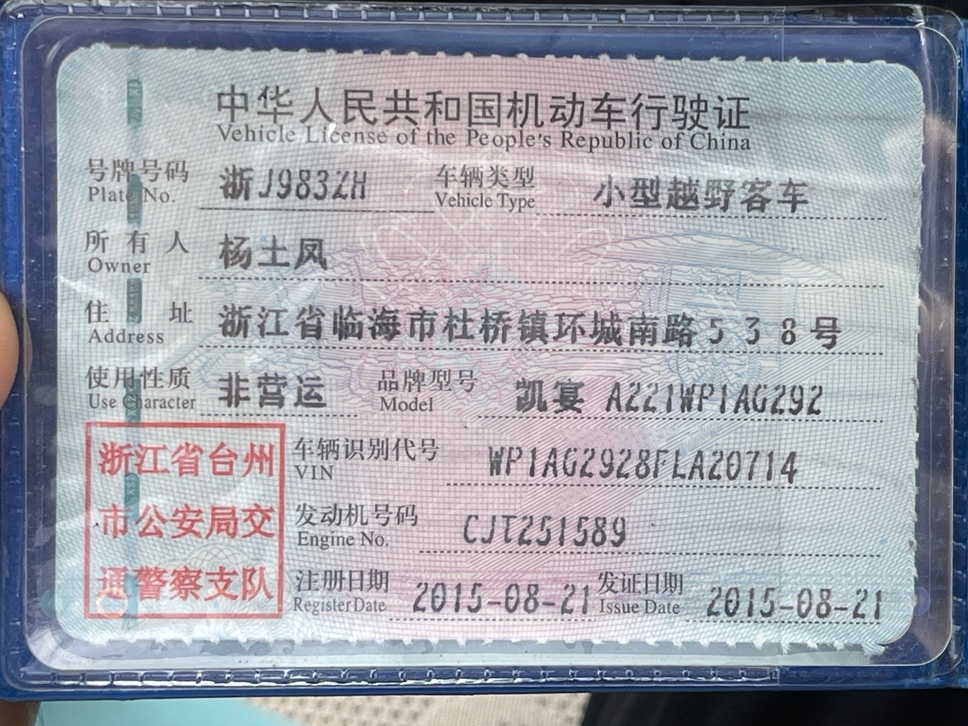 中华人民共和国机动车行驶证
Vehicle License of the People's Republic of China
号牌号码 浙J983ZH 车辆类型 小型越野客车
Plate No. Vehicle Type
所有人 杨土凤
Owner
住址 浙江省临海市杜桥镇环城南路538号
Address
使用性质 非营运 品牌型号 凯宴 A221WP1AG292
Use Character Model
浙江省台州
市公安局交
通警察支队
车辆识别代号 WP1AG2928FLA20714
VIN
发动机号码 CJT251589
Engine No.
注册日期 2015-08-21 发证日期 2015-08-21
Register Date Issue Date